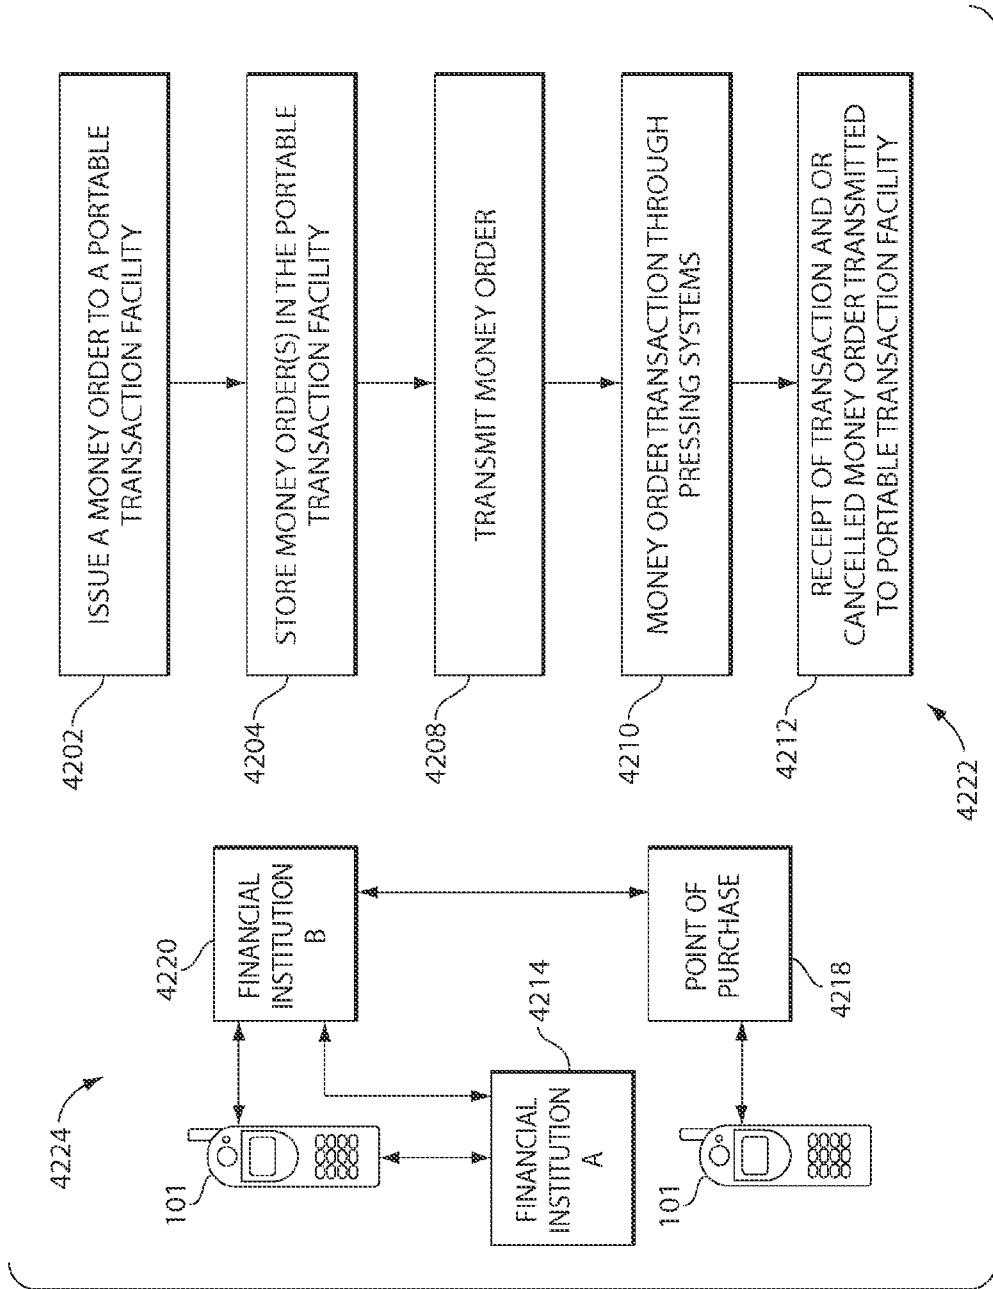 4224
101
4220
FINANCIAL
INSTITUTION
B
FINANCIAL
INSTITUTION
A
4214
101
POINT OF
PURCHASE
4218
4202
ISSUE A MONEY ORDER TO A PORTABLE
TRANSACTION FACILITY
4204
STORE MONEY ORDER(S) IN THE PORTABLE
TRANSACTION FACILITY
4208
TRANSMIT MONEY ORDER
4210
MONEY ORDER TRANSACTION THROUGH
PRESSING SYSTEMS
4212
RECEIPT OF TRANSACTION AND OR
CANCELLED MONEY ORDER TRANSMITTED
TO PORTABLE TRANSACTION FACILITY
4222